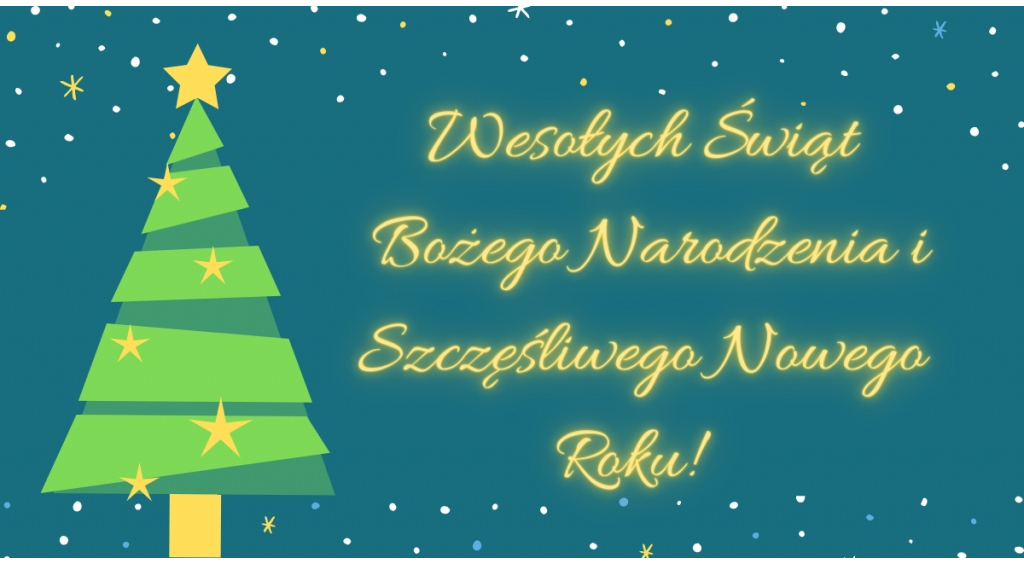 Wesołych Świąt
Bożego Narodzenia i
Szczęśliwego Nowego
Roku!